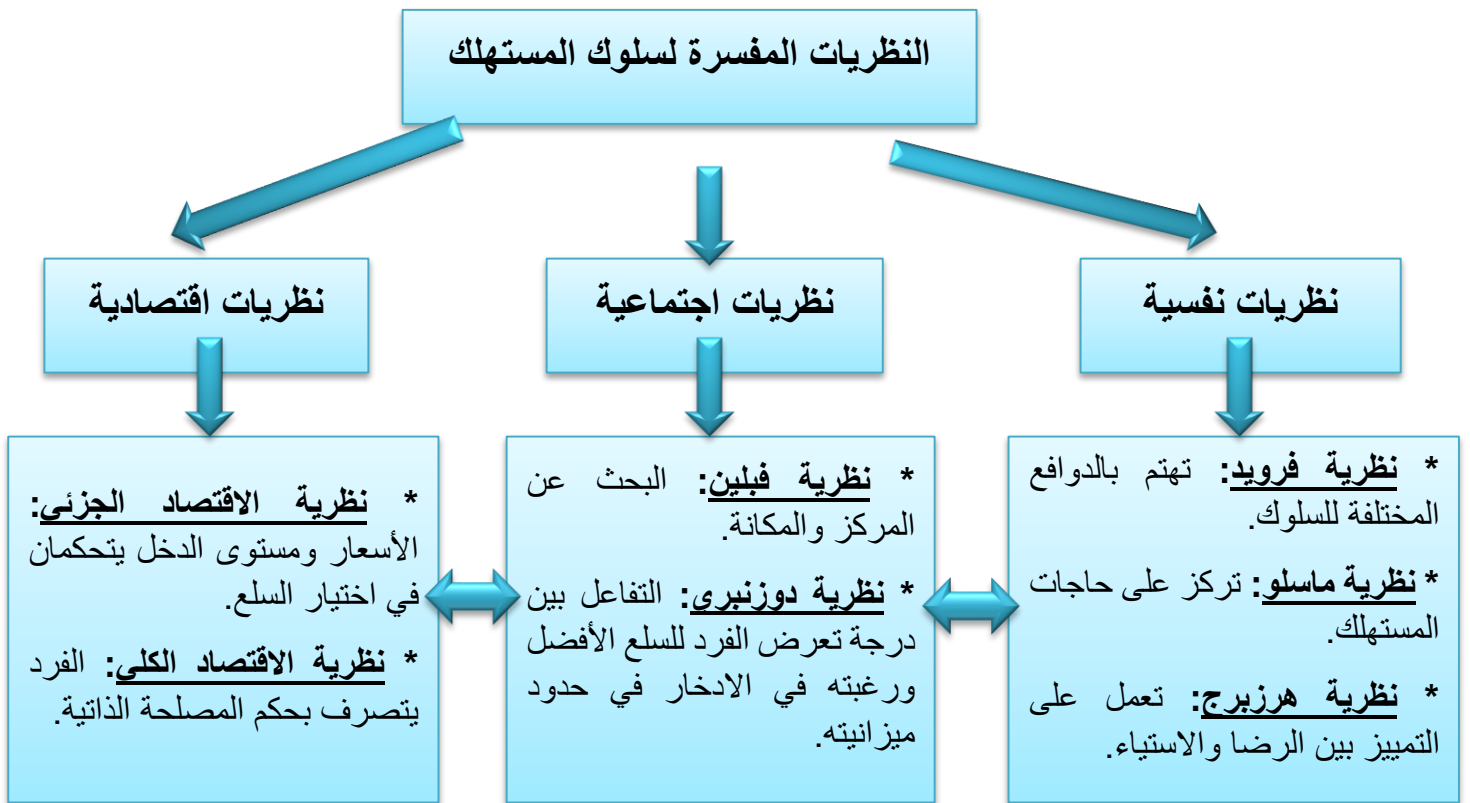 النظريات المفسرة لسلوك المستهلك
نظريات نفسية
نظريات اجتماعية
نظريات اقتصادية
* نظرية فرويد: تهتم بالدوافع
المختلفة للسلوك.
* نظرية ماسلو: تركز على حاجات
المستهلك.
* نظرية هرزبرج: تعمل على
التمييز بين الرضا والاستياء.
* نظرية فبلين: البحث عن
المركز والمكانة.
* نظرية دوزنبري: التفاعل بين
درجة تعرض الفرد للسلع الأفضل
ورغبته في الادخار في حدود
ميزانيته.
* نظرية الاقتصاد الجزئي:
الأسعار ومستوى الدخل يتحكمان
في اختيار السلع.
* نظرية الاقتصاد الكلي: الفرد
يتصرف بحكم المصلحة الذاتية.